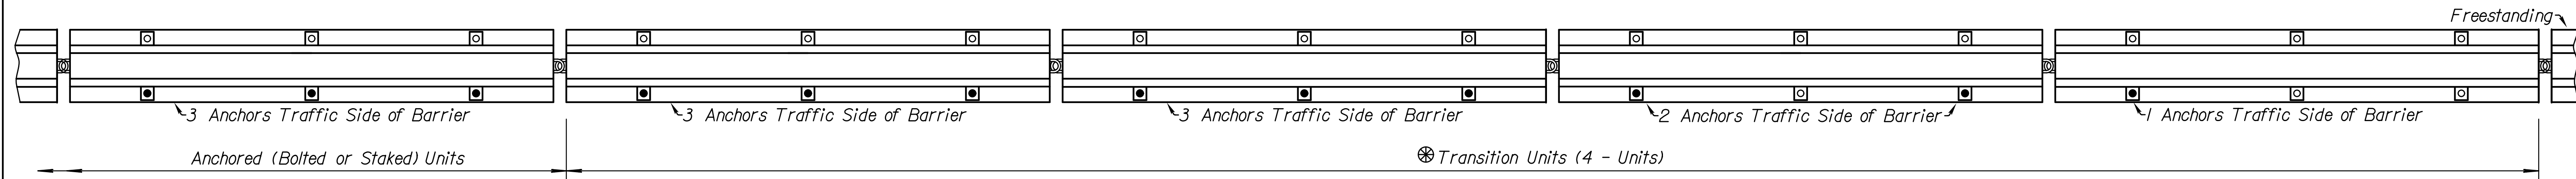 Freestanding
3 Anchors Traffic Side of Barrier
3 Anchors Traffic Side of Barrier
3 Anchors Traffic Side of Barrier
2 Anchors Traffic Side of Barrier
1 Anchors Traffic Side of Barrier
Anchored (Bolted or Staked) Units
Transition Units (4 - Units)